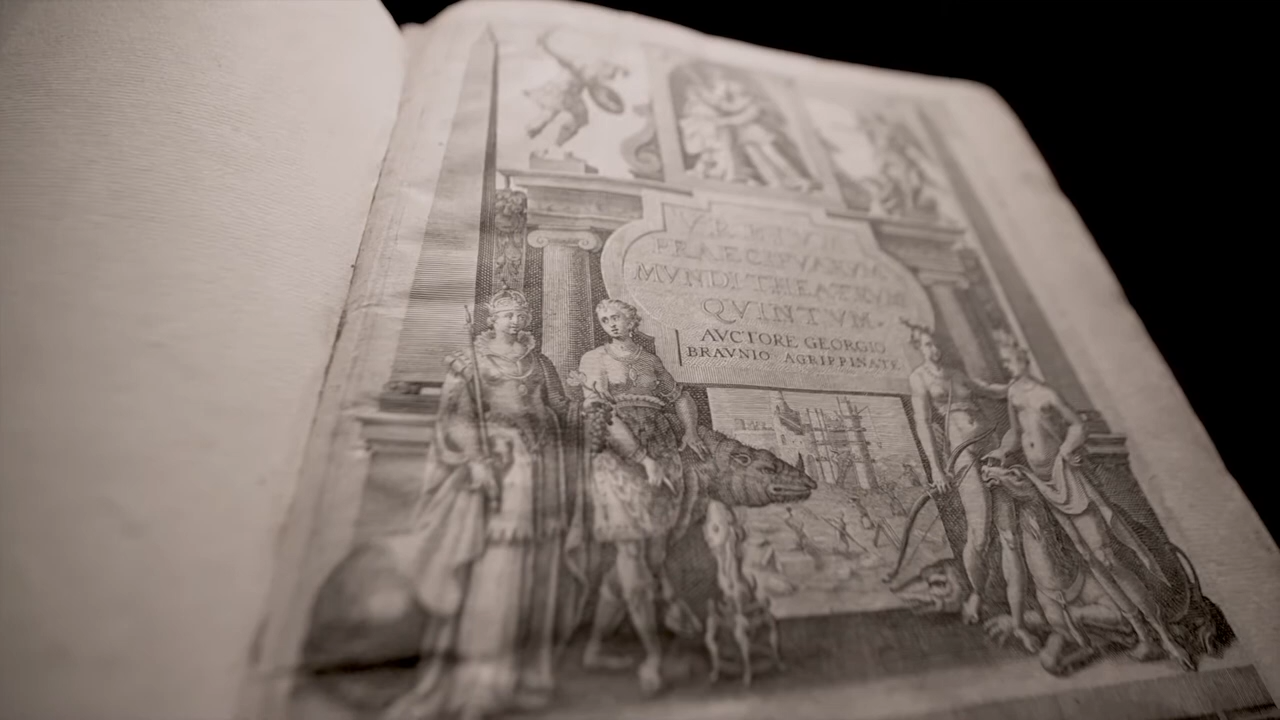 VRBIVM
PRAECIPVARVM
MVNDI THEATRVM
QVINTVM.
AVCTORE GEORGIO
BRAVNIO AGRIPPINATE